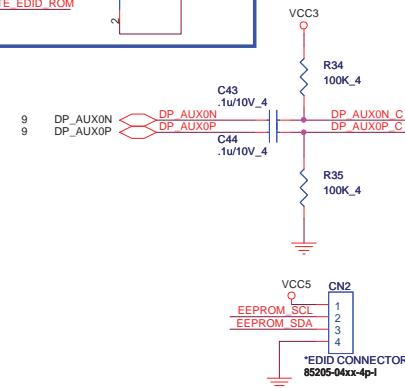 TE_EDID_ROM
2
VCC3
R34
100K_4
C43
.1u/10V_4
9 DP_AUX0N DP_AUX0N DP_AUX0N_C
9 DP_AUX0P DP_AUX0P DP_AUX0P_C
C44
.1u/10V_4
R35
100K_4
VCC5 CN2
1
EEPROM_SCL 2
EEPROM_SDA 3
4
*EDID CONNECTOR
85205-04xx-4p-l